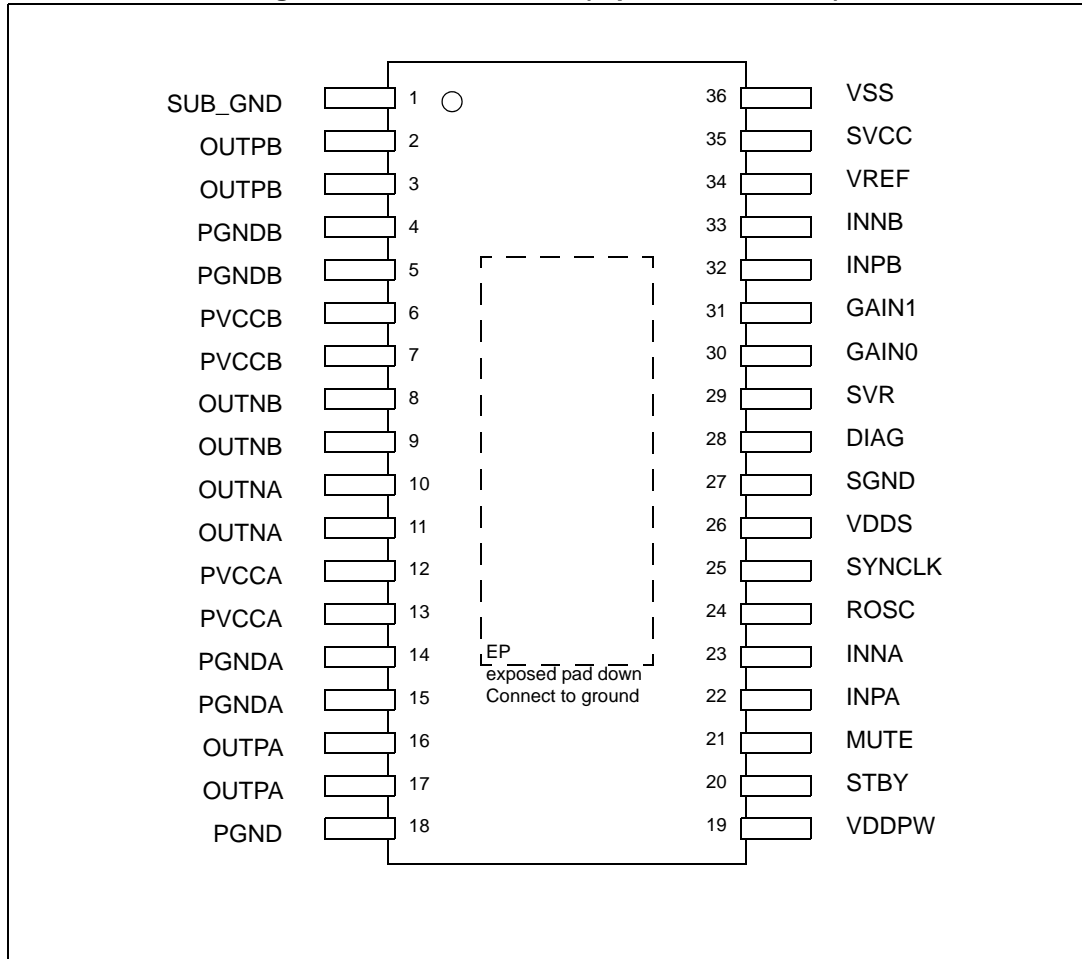 SUB_GND 1 36 VSS
OUTPB 2 35 SVCC
OUTPB 3 34 VREF
PGNDB 4 33 INNB
PGNDB 5 32 INPB
PVCCB 6 31 GAIN1
PVCCB 7 30 GAIN0
OUTNB 8 29 SVR
OUTNB 9 28 DIAG
OUTNA 10 27 SGND
OUTNA 11 26 VDDS
PVCCA 12 25 SYNCLK
PVCCA 13 24 ROSC
PGNDA 14 23 INNA
PGNDA 15 22 INPA
OUTPA 16 21 MUTE
OUTPA 17 20 STBY
PGND 18 19 VDDPW
EP
exposed pad down
Connect to ground